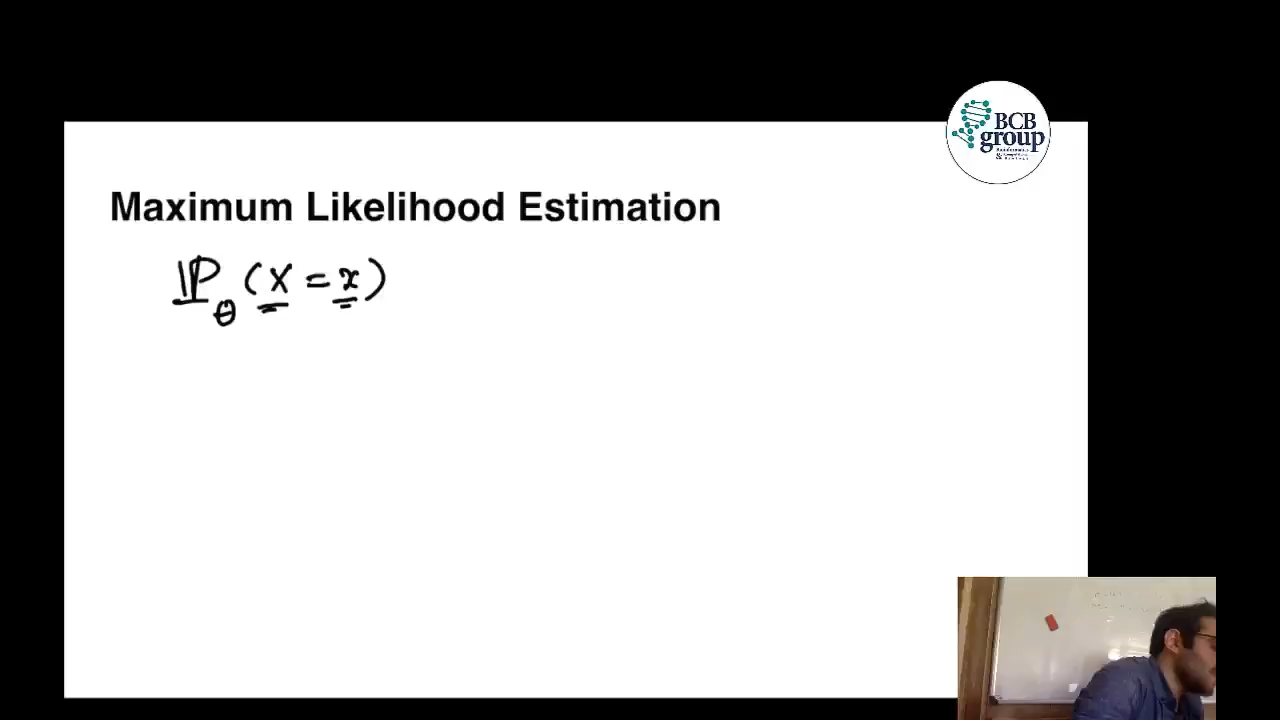 BCB
group
Maximum Likelihood Estimation
ℙ_θ (X = x)